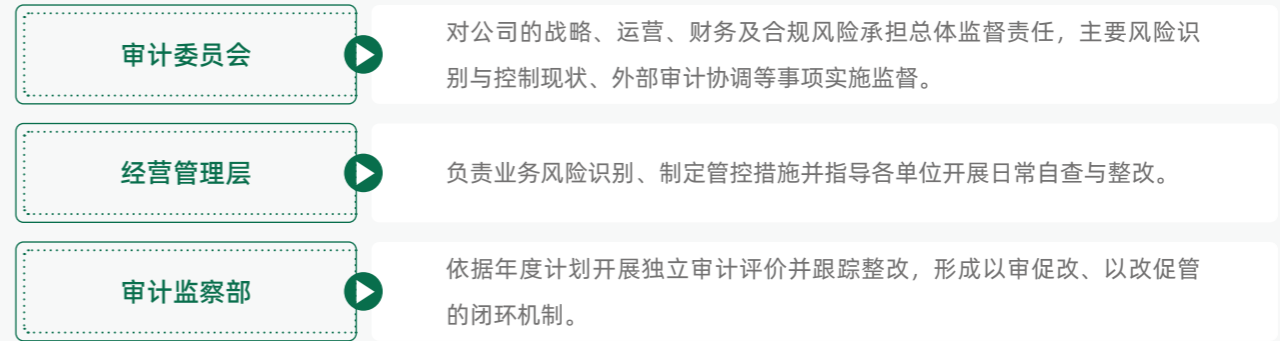 审计委员会
对公司的战略、运营、财务及合规风险承担总体监督责任，主要风险识
别与控制现状、外部审计协调等事项实施监督。
经营管理层
负责业务风险识别、制定管控措施并指导各单位开展日常自查与整改。
审计监察部
依据年度计划开展独立审计评价并跟踪整改，形成以审促改、以改促管
的闭环机制。